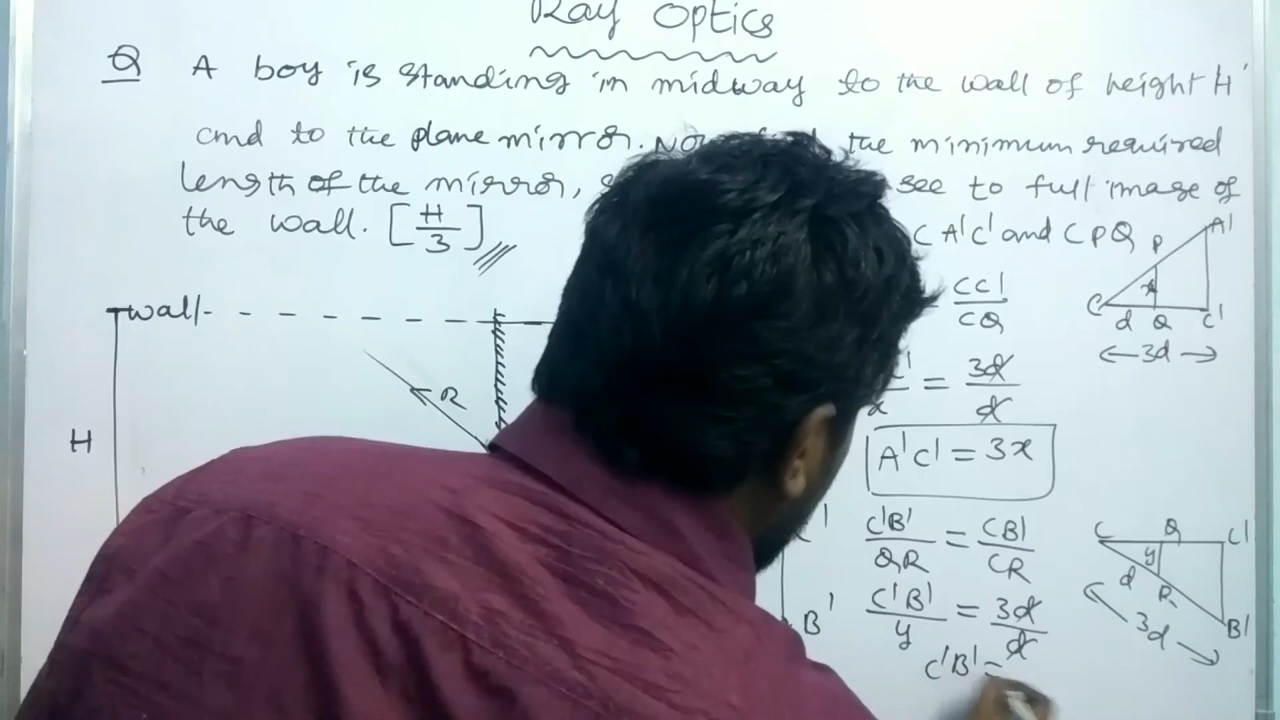 Ray Optics
Q A boy is standing in midway to the wall of height 'H'
and to the plane mirror. Now the minimum required
length of the mirror, see to full image of
the wall. [H/3]
C A'C' and CPQ
P A'
CC'/CQ
x
C d Q C'
3d
wall
R
= 3d/d
x
H
A'C' = 3x
C'B'/QR = CB'/CR
C Q C'
y
d
R
3d
B'
C'B'/y = 3d/d
B'
C'B' =